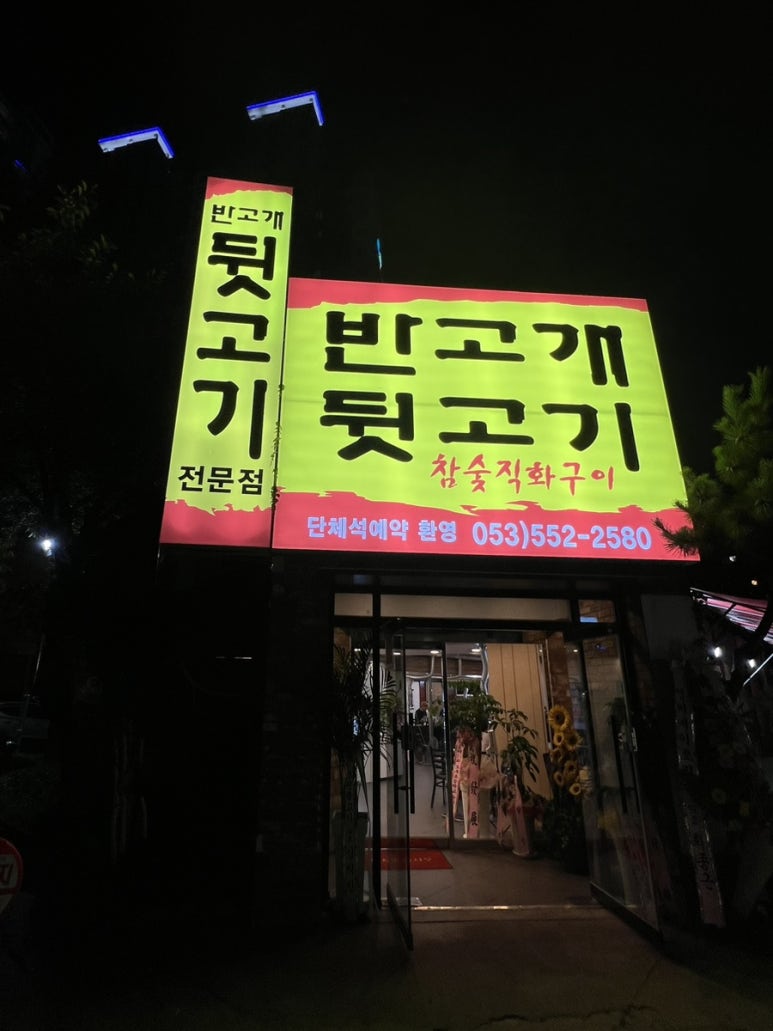 반고개
뒷고기
전문점
반고개
뒷고기
참숯직화구이
단체석예약 환영 053)552-2580